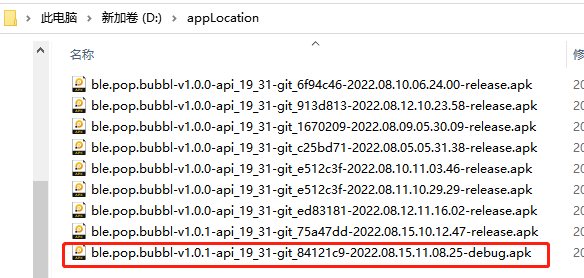 此电脑 > 新加卷 (D:) > appLocation
名称
修
ble.pop.bubbl-v1.0.0-api_19_31-git_6f94c46-2022.08.10.06.24.00-release.apk
ble.pop.bubbl-v1.0.0-api_19_31-git_913d813-2022.08.12.10.23.58-release.apk
ble.pop.bubbl-v1.0.0-api_19_31-git_1670209-2022.08.09.05.30.09-release.apk
ble.pop.bubbl-v1.0.0-api_19_31-git_c25bd71-2022.08.05.05.31.38-release.apk
ble.pop.bubbl-v1.0.0-api_19_31-git_e512c3f-2022.08.10.11.03.46-release.apk
ble.pop.bubbl-v1.0.0-api_19_31-git_e512c3f-2022.08.11.10.29.29-release.apk
ble.pop.bubbl-v1.0.0-api_19_31-git_ed83181-2022.08.12.11.16.02-release.apk
ble.pop.bubbl-v1.0.1-api_19_31-git_75a47dd-2022.08.15.10.12.47-release.apk
ble.pop.bubbl-v1.0.1-api_19_31-git_84121c9-2022.08.15.11.08.25-debug.apk